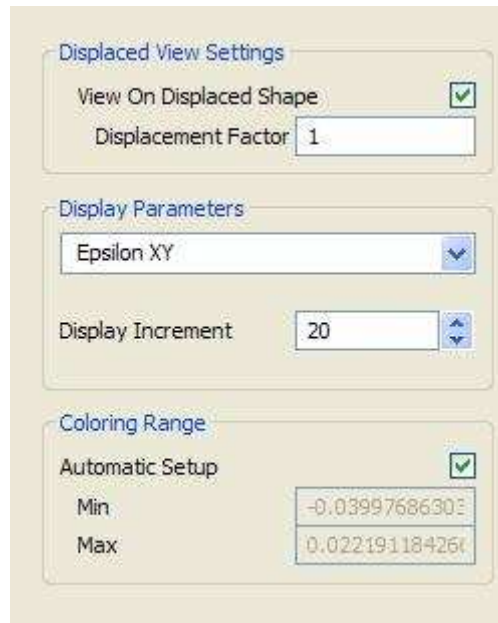 Displaced View Settings
View On Displaced Shape
Displacement Factor 1
Display Parameters
Epsilon XY
Display Increment 20
Coloring Range
Automatic Setup
Min -0.03997686303
Max 0.02219118426